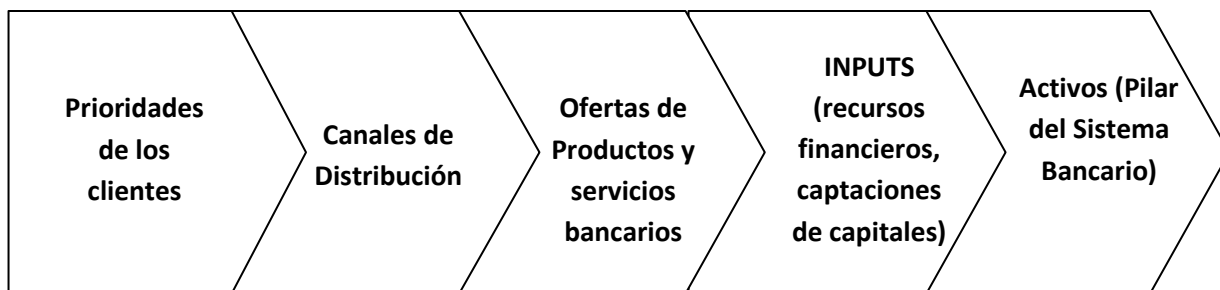 Prioridades
de los
clientes
Canales de
Distribución
Ofertas de
Productos y
servicios
bancarios
INPUTS
(recursos
financieros,
captaciones
de capitales)
Activos (Pilar
del Sistema
Bancario)